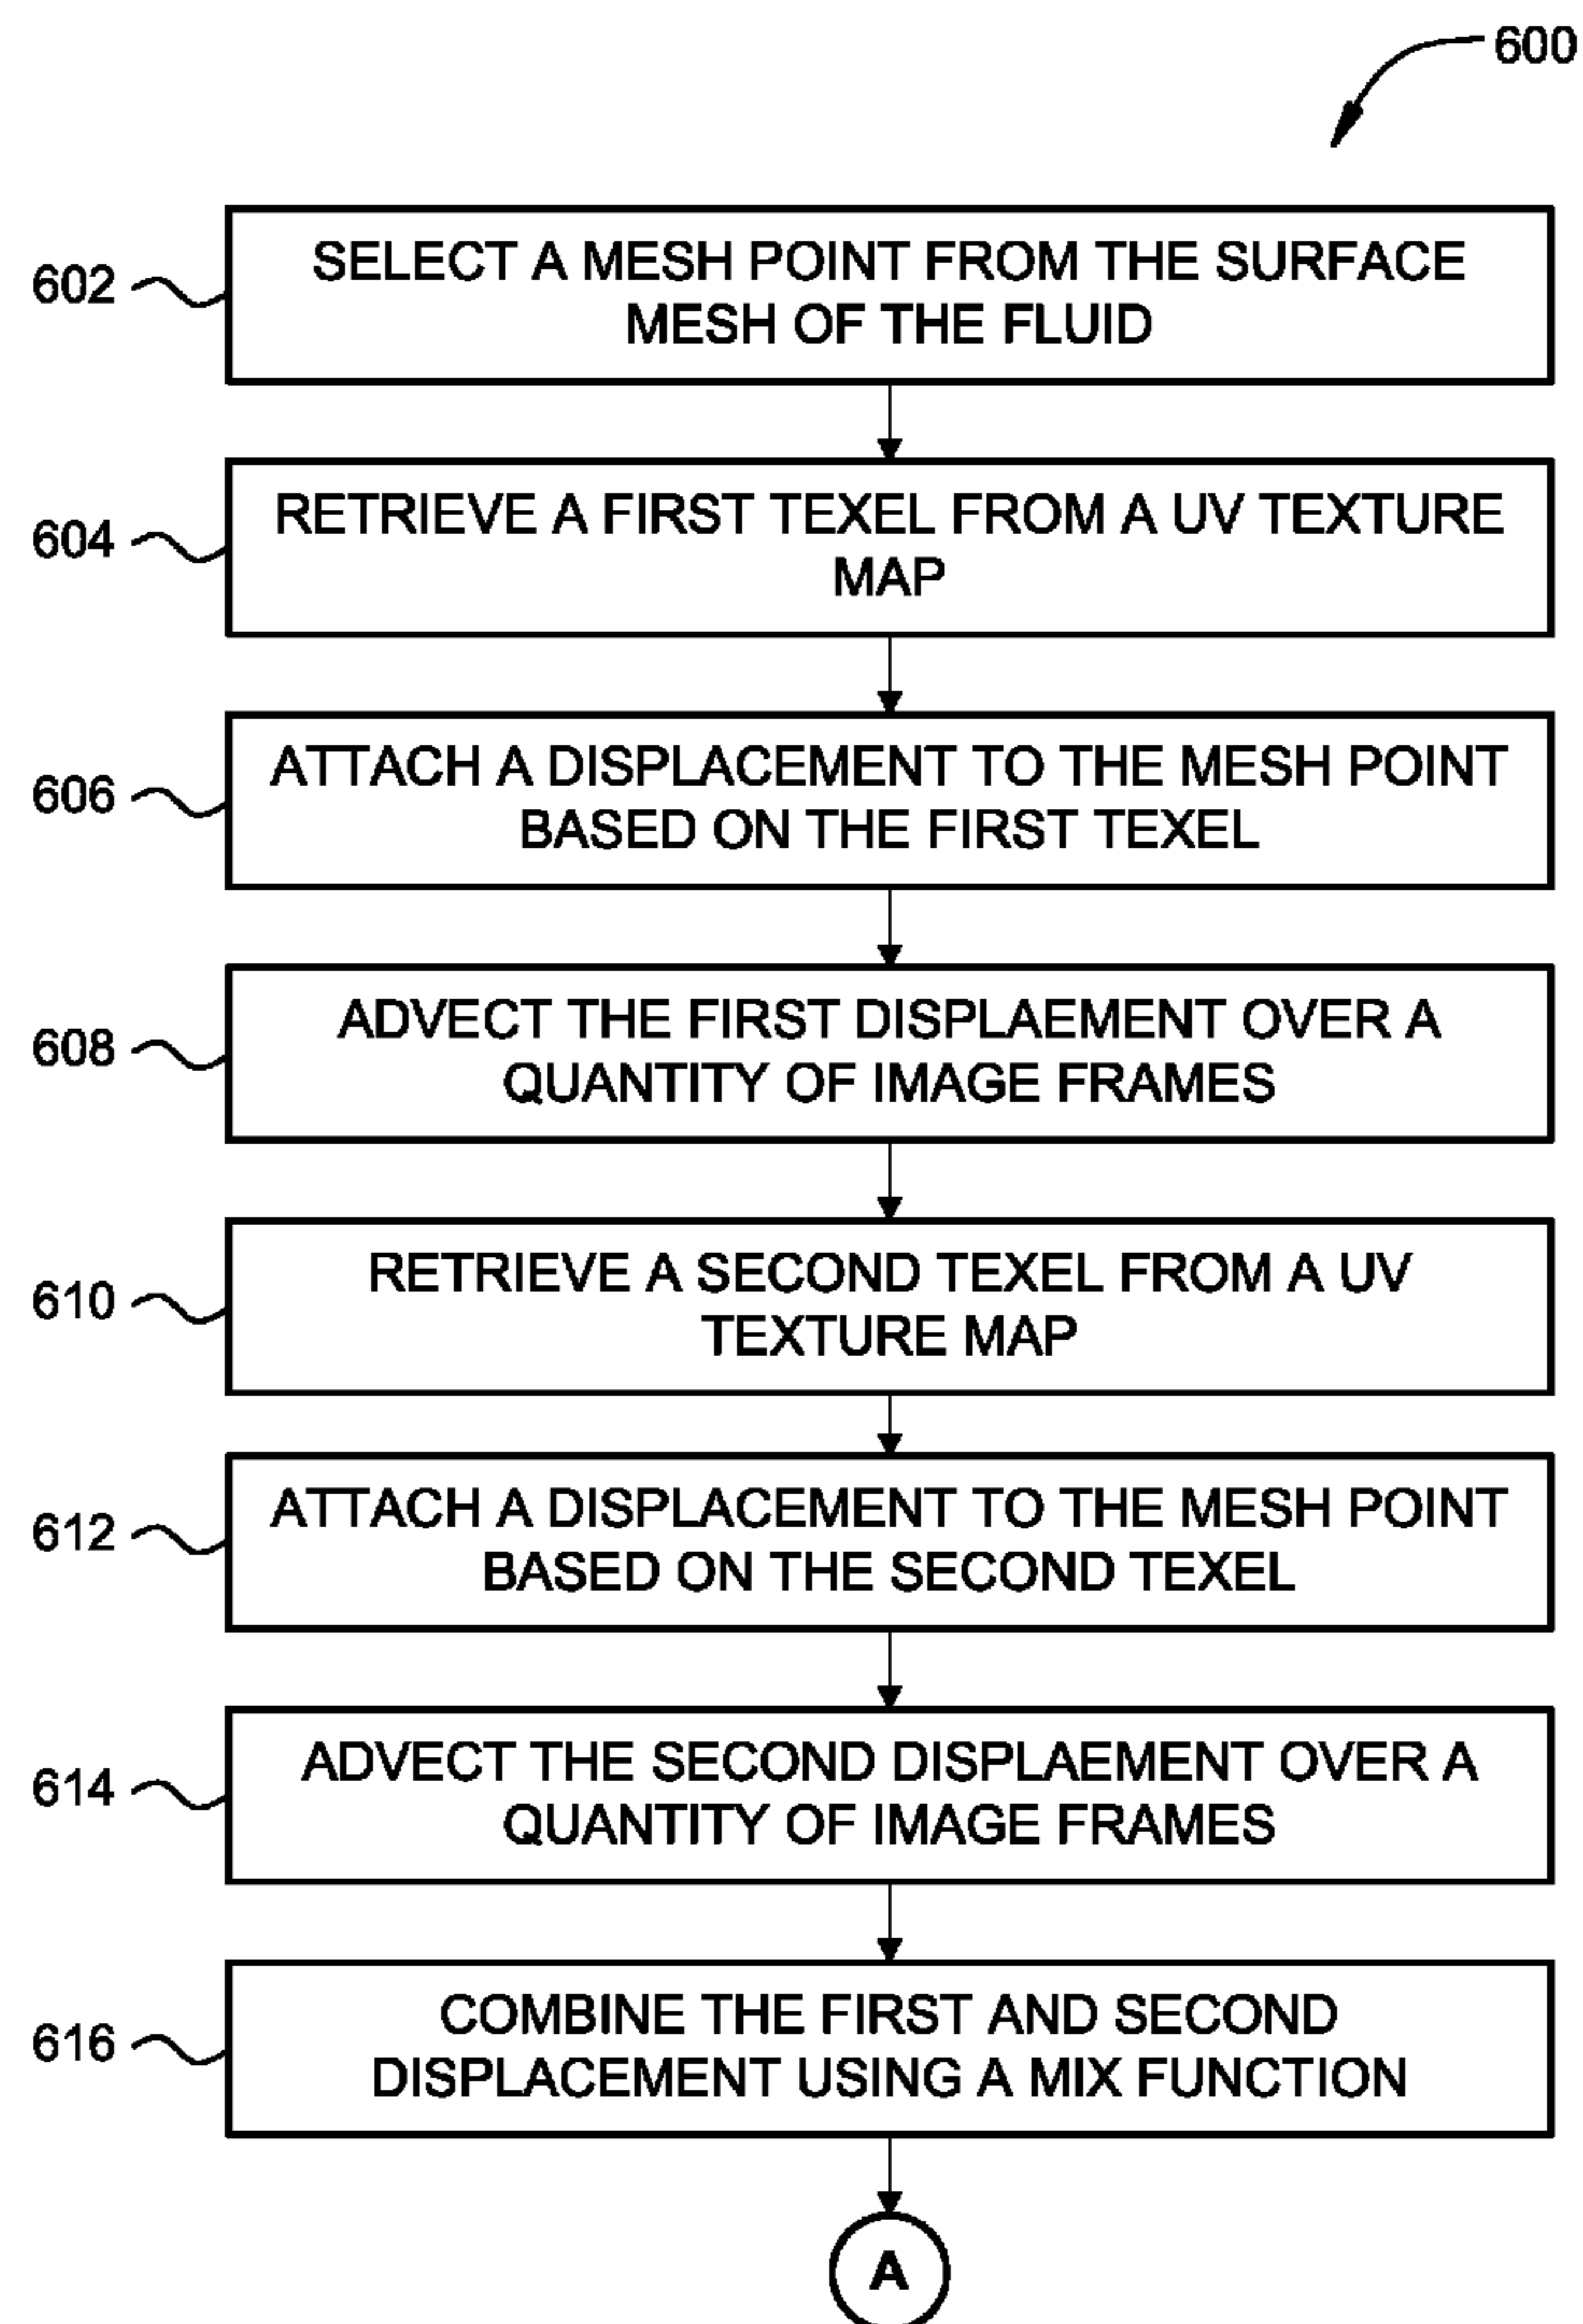 600
602
SELECT A MESH POINT FROM THE SURFACE
MESH OF THE FLUID
604
RETRIEVE A FIRST TEXEL FROM A UV TEXTURE
MAP
606
ATTACH A DISPLACEMENT TO THE MESH POINT
BASED ON THE FIRST TEXEL
608
ADVECT THE FIRST DISPLAEMENT OVER A
QUANTITY OF IMAGE FRAMES
610
RETRIEVE A SECOND TEXEL FROM A UV
TEXTURE MAP
612
ATTACH A DISPLACEMENT TO THE MESH POINT
BASED ON THE SECOND TEXEL
614
ADVECT THE SECOND DISPLAEMENT OVER A
QUANTITY OF IMAGE FRAMES
616
COMBINE THE FIRST AND SECOND
DISPLACEMENT USING A MIX FUNCTION
A